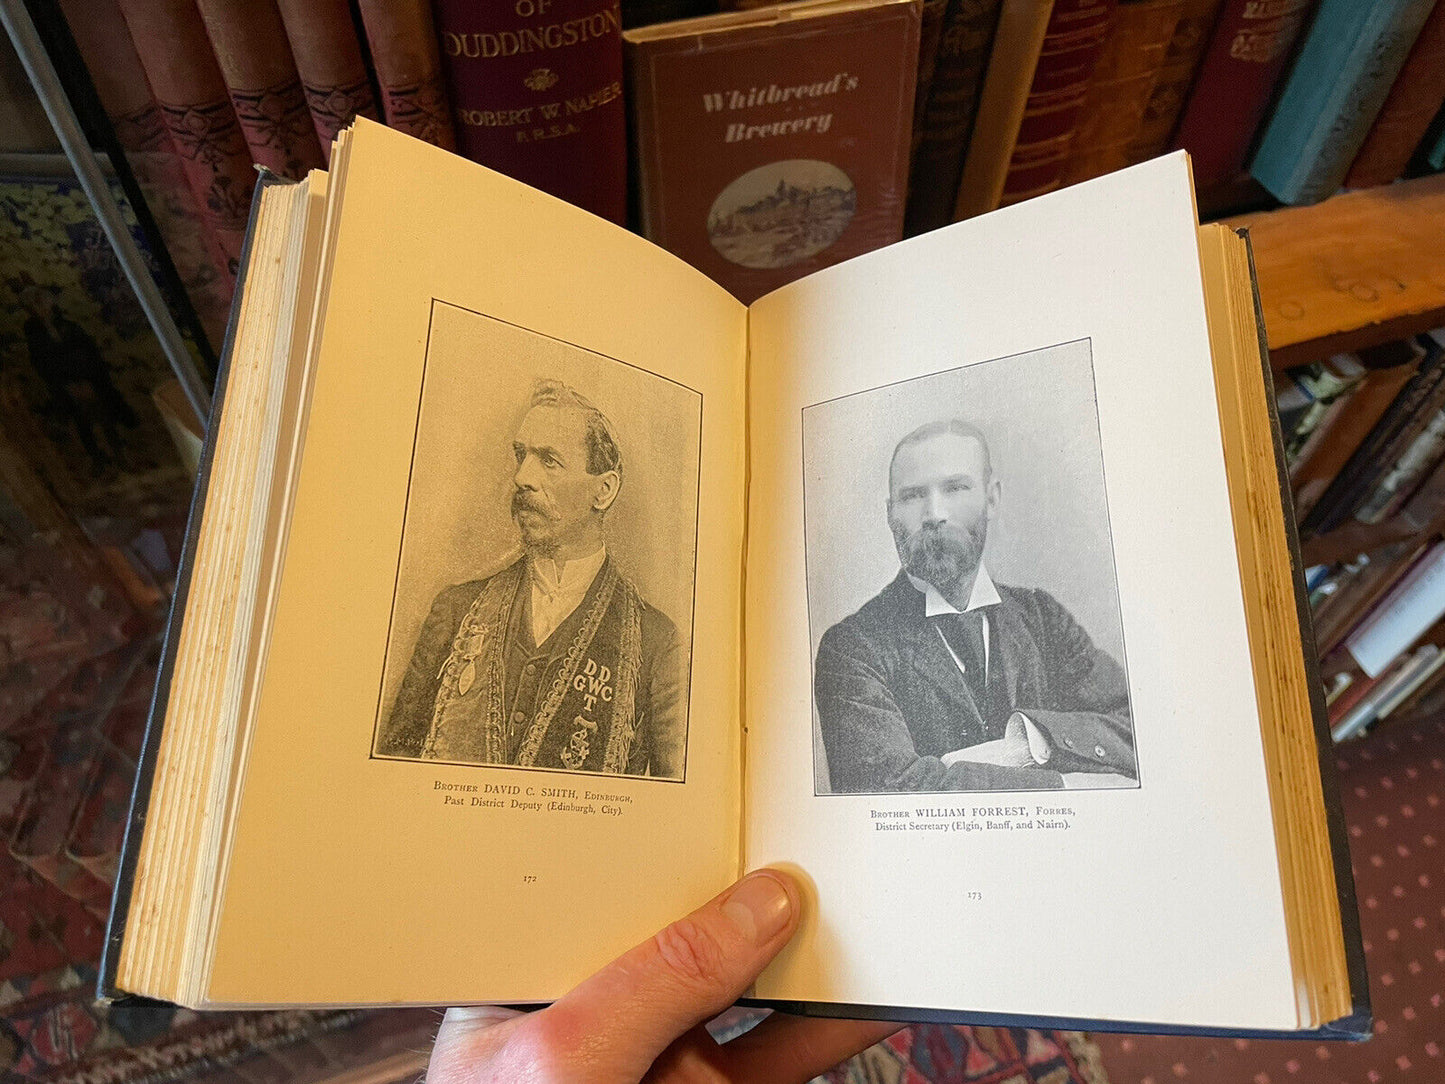 OF
DUDDINGSTON
ROBERT W. NAPIER
F.R.S.A.
Whitbread's
Brewery
D D
G W C
T
BROTHER DAVID C. SMITH, EDINBURGH,
Past District Deputy (Edinburgh, City).
172
BROTHER WILLIAM FORREST, FORRES,
District Secretary (Elgin, Banff, and Nairn).
173